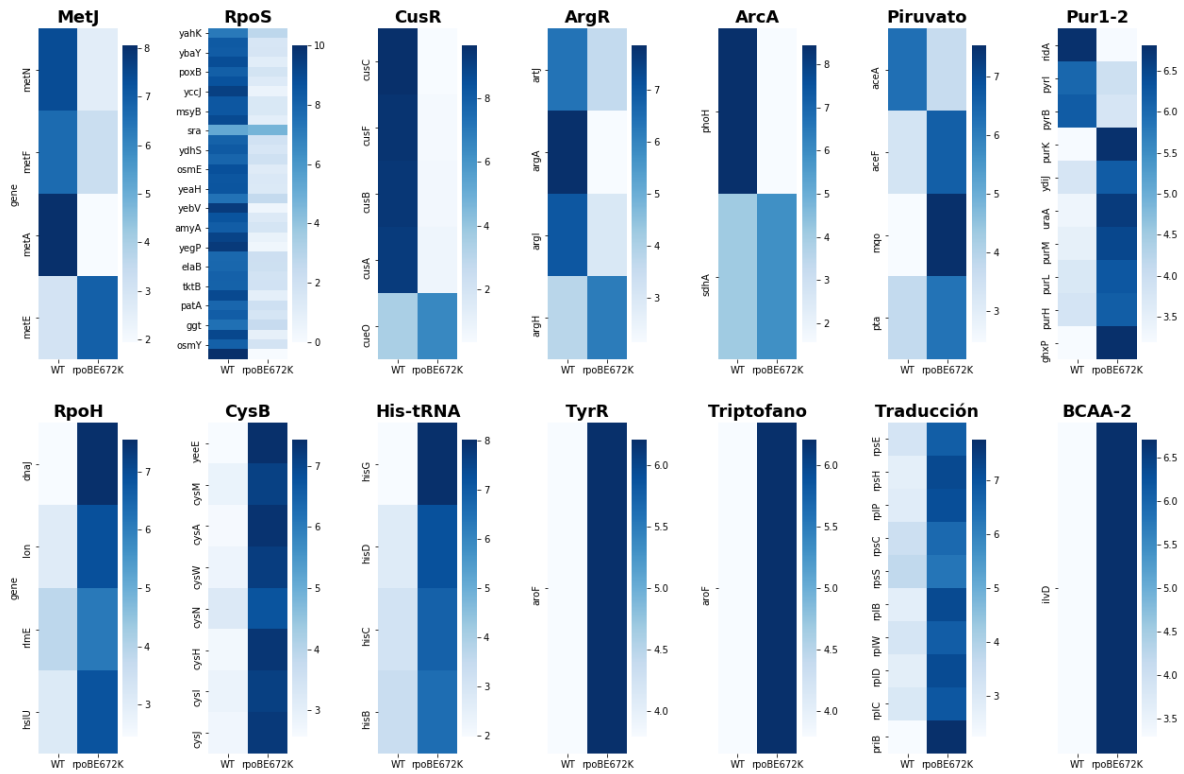 MetJ
gene
metN
metF
metA
metE
8
7
6
5
4
3
2
WT rpoBE672K
RpoS
yahK
ybaY
poxB
yccJ
msyB
sra
ydhS
osmE
yeaH
yebV
amyA
yegP
elaB
tktB
patA
ggt
osmY
10
8
6
4
2
0
WT rpoBE672K
CusR
cusC
cusF
cusB
cusA
cueO
8
6
4
2
WT rpoBE672K
ArgR
artJ
argA
argI
argH
7
6
5
4
3
WT rpoBE672K
ArcA
phoH
sdhA
8
7
6
5
4
3
2
WT rpoBE672K
Piruvato
aceA
aceF
mqo
pta
7
6
5
4
3
WT rpoBE672K
Pur1-2
ridA
pyrI
pyrB
purK
ydiJ
uraA
purM
purL
purH
ghxP
6.5
6.0
5.5
5.0
4.5
4.0
3.5
WT rpoBE672K
RpoH
gene
dnaJ
lon
rlmE
hslU
7
6
5
4
3
WT rpoBE672K
CysB
yeeE
cysM
cysA
cysW
cysN
cysH
cysI
cysJ
7
6
5
4
3
WT rpoBE672K
His-tRNA
hisG
hisD
hisC
hisB
8
7
6
5
4
3
2
WT rpoBE672K
TyrR
aroF
6.0
5.5
5.0
4.5
4.0
WT rpoBE672K
Triptofano
aroF
6.0
5.5
5.0
4.5
4.0
WT rpoBE672K
Traducción
rpsE
rpsH
rplP
rpsC
rpsS
rplB
rplW
rplD
rplC
priB
7
6
5
4
3
WT rpoBE672K
BCAA-2
ilvD
6.5
6.0
5.5
5.0
4.5
4.0
3.5
WT rpoBE672K